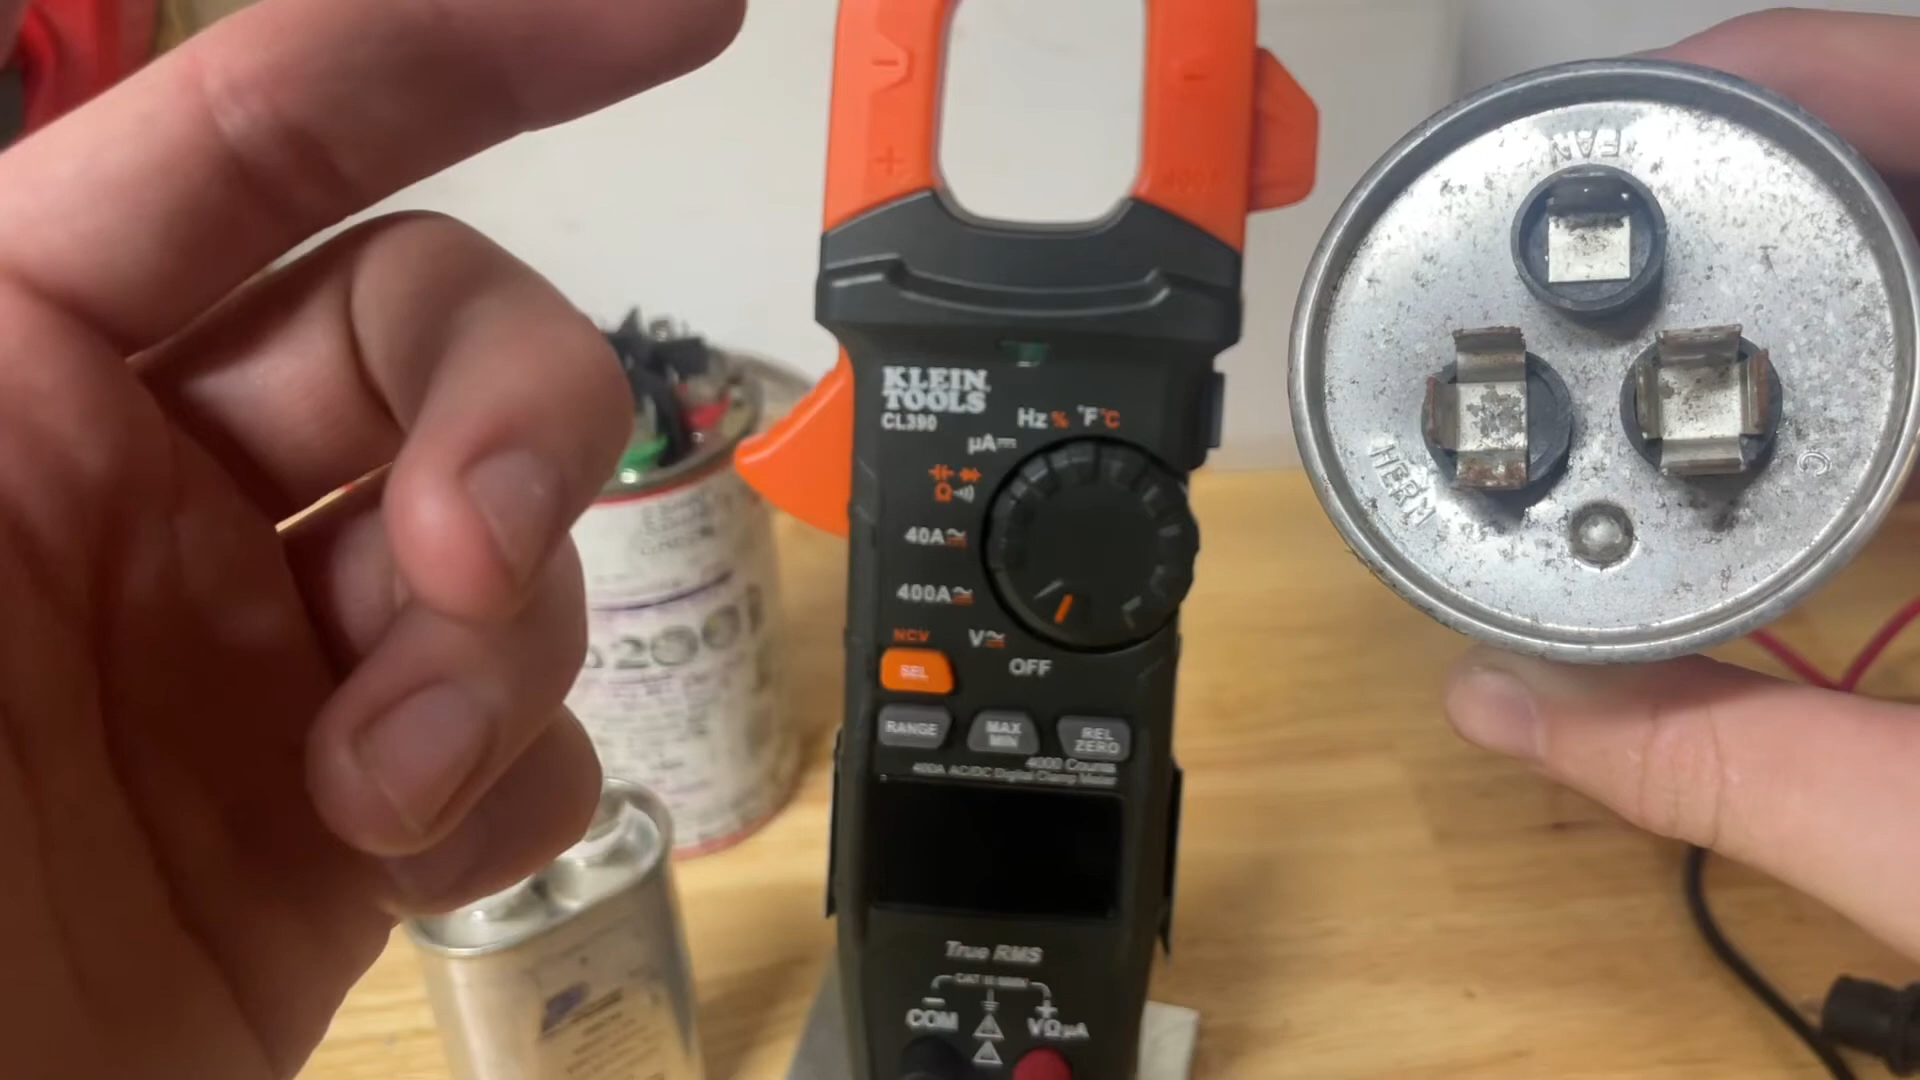 KLEIN
TOOLS
CL390
Hz % °F °C
µA
Ω
40A
400A
NCV
V
SEL
OFF
RANGE
MAX
MIN
REL
ZERO
4000 Counts
400A AC/DC Digital Clamp Meter
True RMS
COM
VΩµA
FAN
HERM
C